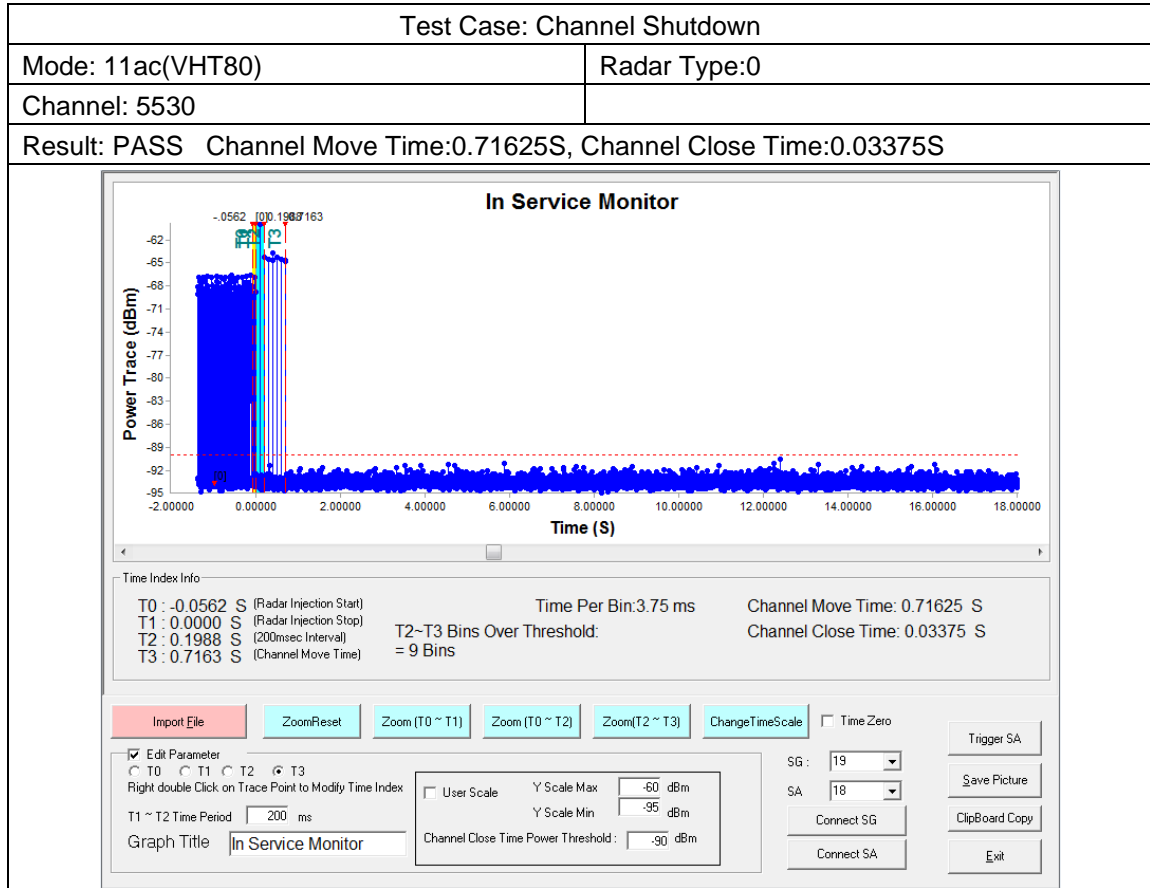 Test Case: Channel Shutdown
Mode: 11ac(VHT80) Radar Type:0
Channel: 5530
Result: PASS Channel Move Time:0.71625S, Channel Close Time:0.03375S
In Service Monitor
-.0562 [0]
T3
Power Trace (dBm)
-62
-65
-68
-71
-74
-77
-80
-83
-86
-89
-92
-95
-2.00000 0.00000 2.00000 4.00000 6.00000 8.00000 10.00000 12.00000 14.00000 16.00000 18.00000
Time (S)
Time Index Info
T0 : -0.0562 S (Radar Injection Start)
T1 : 0.0000 S (Radar Injection Stop)
T2 : 0.1988 S (200msec Interval)
T3 : 0.7163 S (Channel Move Time)
Time Per Bin:3.75 ms
T2~T3 Bins Over Threshold:
= 9 Bins
Channel Move Time: 0.71625 S
Channel Close Time: 0.03375 S
Import File ZoomReset Zoom (T0 ~ T1) Zoom (T0 ~ T2) Zoom(T2 ~ T3) ChangeTimeScale Time Zero
Edit Parameter
T0 T1 T2 T3
Right double Click on Trace Point to Modify Time Index
T1 ~ T2 Time Period 200 ms
Graph Title In Service Monitor
User Scale Y Scale Max -60 dBm
Y Scale Min -95 dBm
Channel Close Time Power Threshold : -90 dBm
SG : 19
SA 18
Connect SG
Connect SA
Trigger SA
Save Picture
ClipBoard Copy
Exit